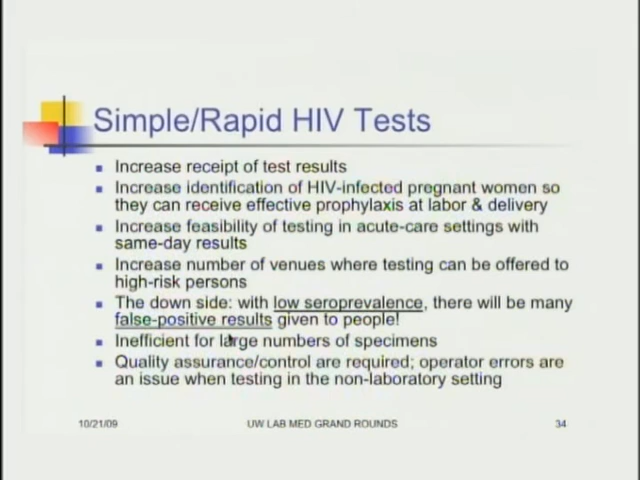 Simple/Rapid HIV Tests
Increase receipt of test results
Increase identification of HIV-infected pregnant women so
they can receive effective prophylaxis at labor & delivery
Increase feasibility of testing in acute-care settings with
same-day results
Increase number of venues where testing can be offered to
high-risk persons
The down side: with low seroprevalence, there will be many
false-positive results given to people!
Inefficient for large numbers of specimens
Quality assurance/control are required; operator errors are
an issue when testing in the non-laboratory setting
10/21/09 UW LAB MED GRAND ROUNDS 34